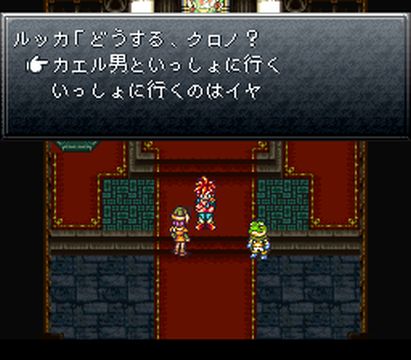 ルッカ「どうする、クロノ？
カエル男といっしょに行く
いっしょに行くのはイヤ